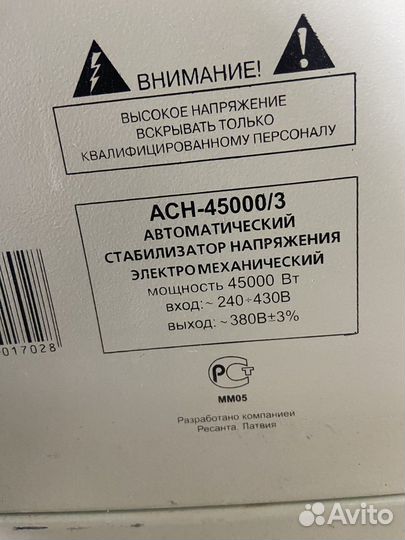 ВНИМАНИЕ!
ВЫСОКОЕ НАПРЯЖЕНИЕ
ВСКРЫВАТЬ ТОЛЬКО
КВАЛИФИЦИРОВАННОМУ ПЕРСОНАЛУ
АСН-45000/3
АВТОМАТИЧЕСКИЙ
СТАБИЛИЗАТОР НАПРЯЖЕНИЯ
ЭЛЕКТРОМЕХАНИЧЕСКИЙ
мощность 45000 Вт
вход:~ 240÷430В
выход: ~380В±3%
017028
РСТ
ММ05
Разработано компанией
Ресанта. Латвия
Avito